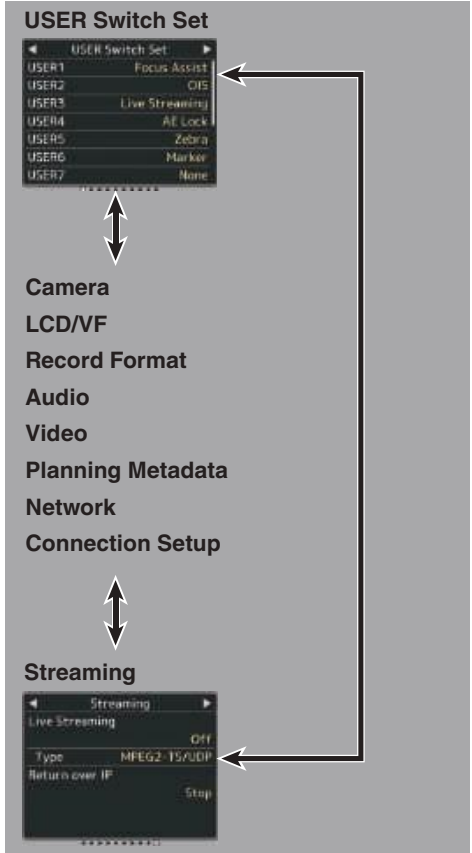 USER Switch Set
USER Switch Set
USER1 Focus Assist
USER2 OIS
USER3 Live Streaming
USER4 AE Lock
USER5 Zebra
USER6 Marker
USER7 None
Camera
LCD/VF
Record Format
Audio
Video
Planning Metadata
Network
Connection Setup
Streaming
Streaming
Live Streaming
Off
Type MPEG2-TS/UDP
Return over IP
Stop